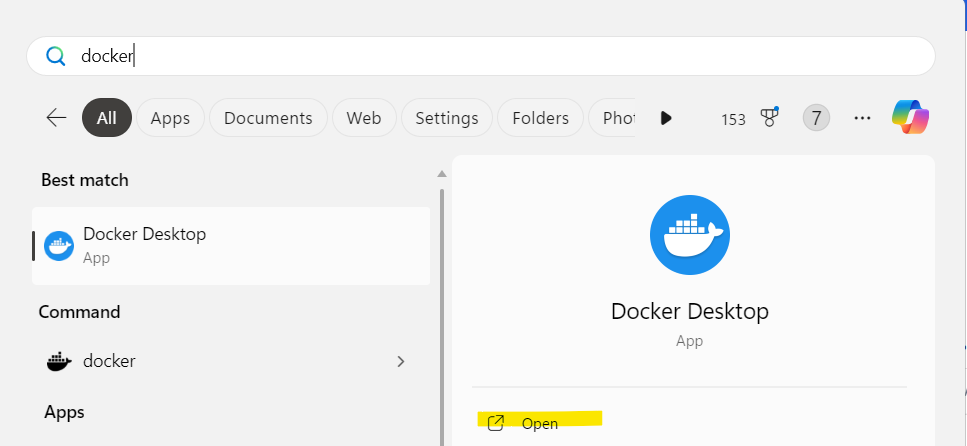 docker
All Apps Documents Web Settings Folders Phot 153 7
Best match
Docker Desktop
App
Command
docker
Apps
Docker Desktop
App
Open